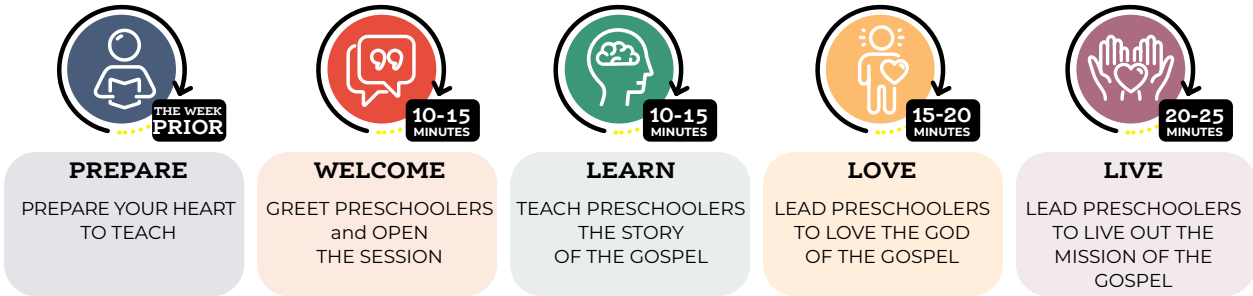 THE WEEK
PRIOR
10-15
MINUTES
10-15
MINUTES
15-20
MINUTES
20-25
MINUTES
PREPARE
PREPARE YOUR HEART
TO TEACH
WELCOME
GREET PRESCHOOLERS
and OPEN
THE SESSION
LEARN
TEACH PRESCHOOLERS
THE STORY
OF THE GOSPEL
LOVE
LEAD PRESCHOOLERS
TO LOVE THE GOD
OF THE GOSPEL
LIVE
LEAD PRESCHOOLERS
TO LIVE OUT THE
MISSION OF THE
GOSPEL